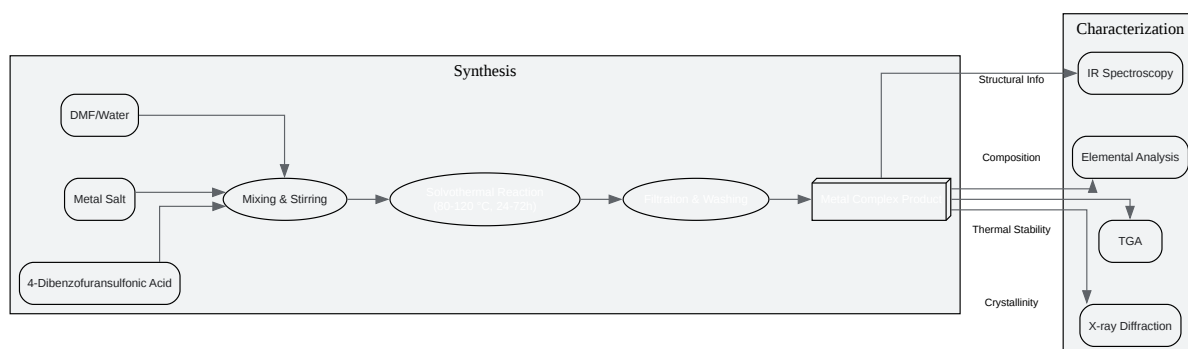 Characterization
Synthesis
IR Spectroscopy
Structural Info
DMF/Water
Composition
Elemental Analysis
Metal Salt
Mixing & Stirring
Solvothermal Reaction
(80-120 °C, 24-72h)
Filtration & Washing
Metal Complex Product
Thermal Stability
TGA
4-Dibenzofuransulfonic Acid
Crystallinity
X-ray Diffraction